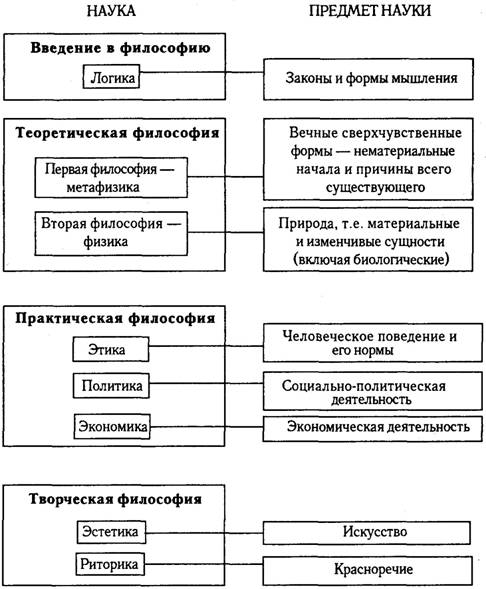 НАУКА
ПРЕДМЕТ НАУКИ
Введение в философию
Логика
Законы и формы мышления
Теоретическая философия
Первая философия —
метафизика
Вечные сверхчувственные
формы — нематериальные
начала и причины всего
существующего
Вторая философия —
физика
Природа, т.е. материальные
и изменчивые сущности
(включая биологические)
Практическая философия
Этика
Человеческое поведение и
его нормы
Политика
Социально-политическая
деятельность
Экономика
Экономическая деятельность
Творческая философия
Эстетика
Искусство
Риторика
Красноречие